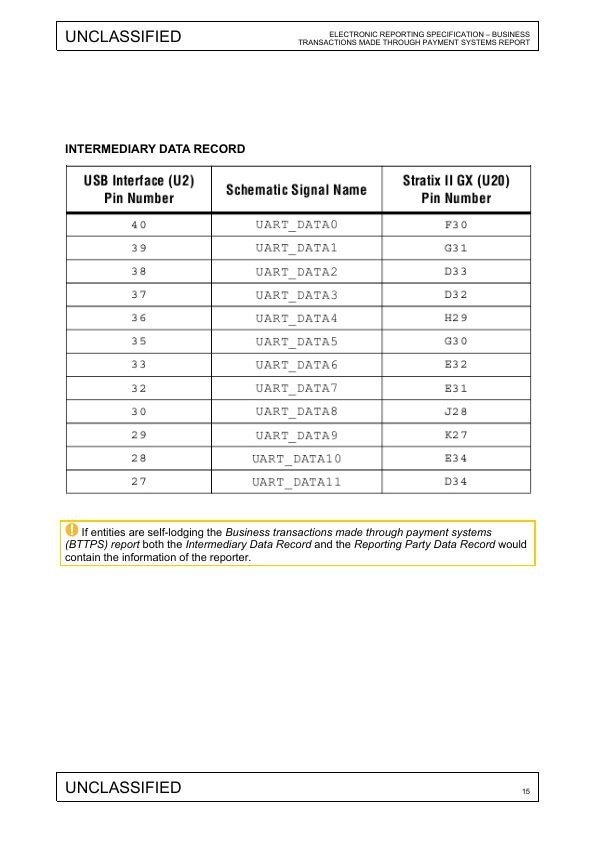 UNCLASSIFIED
ELECTRONIC REPORTING SPECIFICATION – BUSINESS
TRANSACTIONS MADE THROUGH PAYMENT SYSTEMS REPORT
INTERMEDIARY DATA RECORD
USB Interface (U2) Pin Number Schematic Signal Name Stratix II GX (U20) Pin Number
40 UART_DATA0 F30
39 UART_DATA1 G31
38 UART_DATA2 D33
37 UART_DATA3 D32
36 UART_DATA4 H29
35 UART_DATA5 G30
33 UART_DATA6 E32
32 UART_DATA7 E31
30 UART_DATA8 J28
29 UART_DATA9 K27
28 UART_DATA10 E34
27 UART_DATA11 D34
! If entities are self-lodging the Business transactions made through payment systems
(BTTPS) report both the Intermediary Data Record and the Reporting Party Data Record would
contain the information of the reporter.
UNCLASSIFIED
15